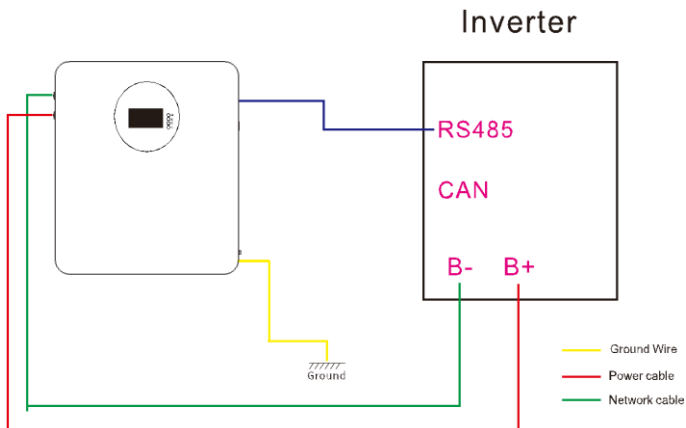 Inverter
RS485
CAN
B- B+
Ground
Ground Wire
Power cable
Network cable